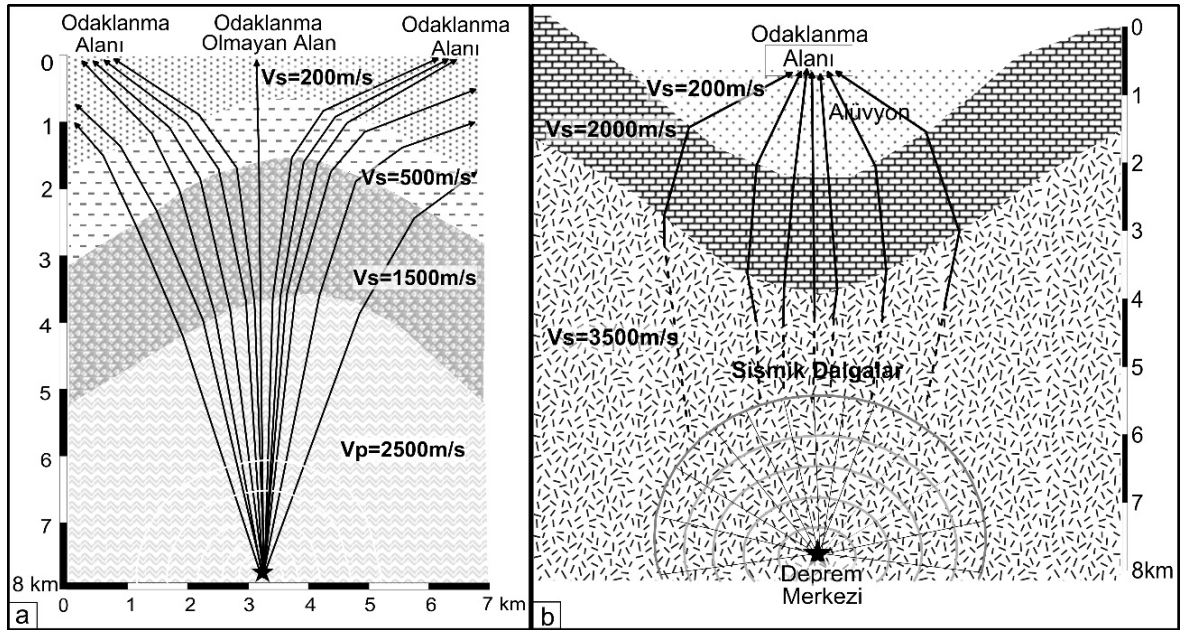 Odaklanma
Alanı
Odaklanma
Olmayan Alan
Odaklanma
Alanı
0
1
2
3
4
5
6
7
8 km
Vs=200m/s
Vs=500m/s
Vs=1500m/s
Vp=2500m/s
0
1
2
3
4
5
6
7 km
a
Odaklanma
Alanı
Vs=200m/s
Alüvyon
Vs=2000m/s
Vs=3500m/s
Sismik Dalgalar
Deprem
Merkezi
0
1
2
3
4
5
6
7
8km
b